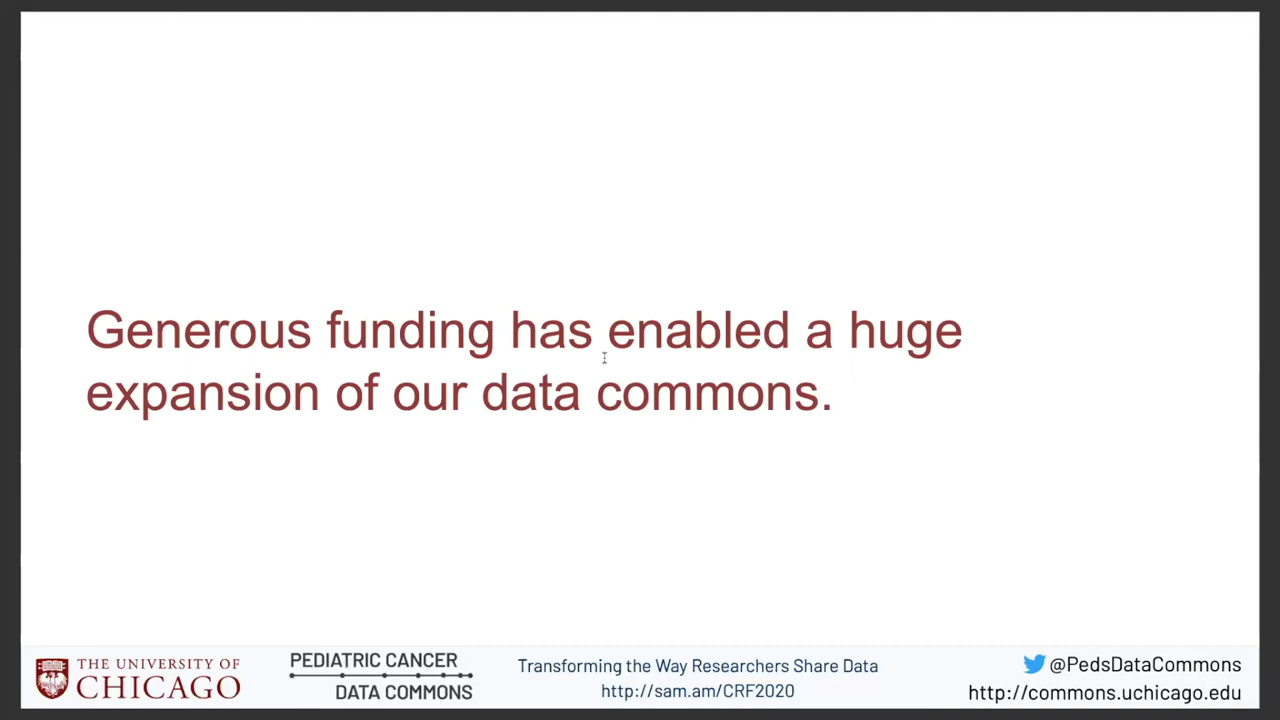 Generous funding has enabled a huge
expansion of our data commons.
THE UNIVERSITY OF
CHICAGO
PEDIATRIC CANCER
DATA COMMONS
Transforming the Way Researchers Share Data
http://sam.am/CRF2020
@PedsDataCommons
http://commons.uchicago.edu